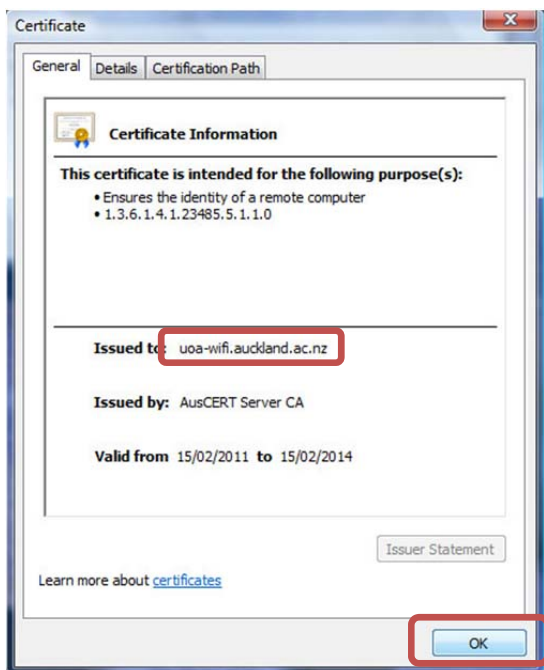 Certificate
General Details Certification Path
Certificate Information
This certificate is intended for the following purpose(s):
• Ensures the identity of a remote computer
• 1.3.6.1.4.1.23485.5.1.1.0
Issued to: uoa-wifi.auckland.ac.nz
Issued by: AusCERT Server CA
Valid from 15/02/2011 to 15/02/2014
Issuer Statement
Learn more about certificates
OK